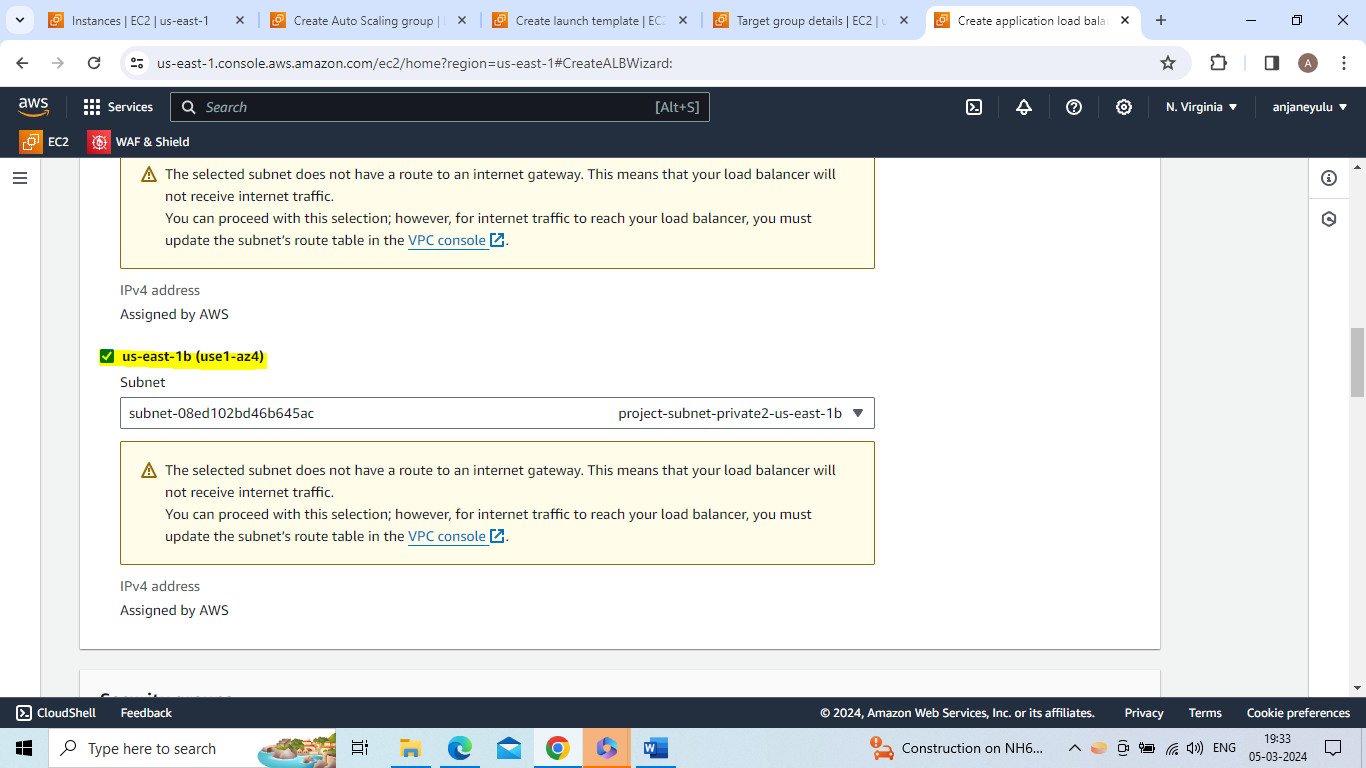 Instances | EC2 | us-east-1
Create Auto Scaling group |
Create launch template | EC2
Target group details | EC2 | u
Create application load bala
us-east-1.console.aws.amazon.com/ec2/home?region=us-east-1#CreateALBWizard:
A
aws
Services
Search
[Alt+S]
N. Virginia
anjaneyulu
EC2
WAF & Shield
The selected subnet does not have a route to an internet gateway. This means that your load balancer will
not receive internet traffic.
You can proceed with this selection; however, for internet traffic to reach your load balancer, you must
update the subnet's route table in the VPC console.
IPv4 address
Assigned by AWS
us-east-1b (use1-az4)
Subnet
subnet-08ed102bd46b645ac
project-subnet-private2-us-east-1b
The selected subnet does not have a route to an internet gateway. This means that your load balancer will
not receive internet traffic.
You can proceed with this selection; however, for internet traffic to reach your load balancer, you must
update the subnet's route table in the VPC console.
IPv4 address
Assigned by AWS
CloudShell
Feedback
© 2024, Amazon Web Services, Inc. or its affiliates.
Privacy
Terms
Cookie preferences
Type here to search
Construction on NH6...
ENG
19:33
05-03-2024